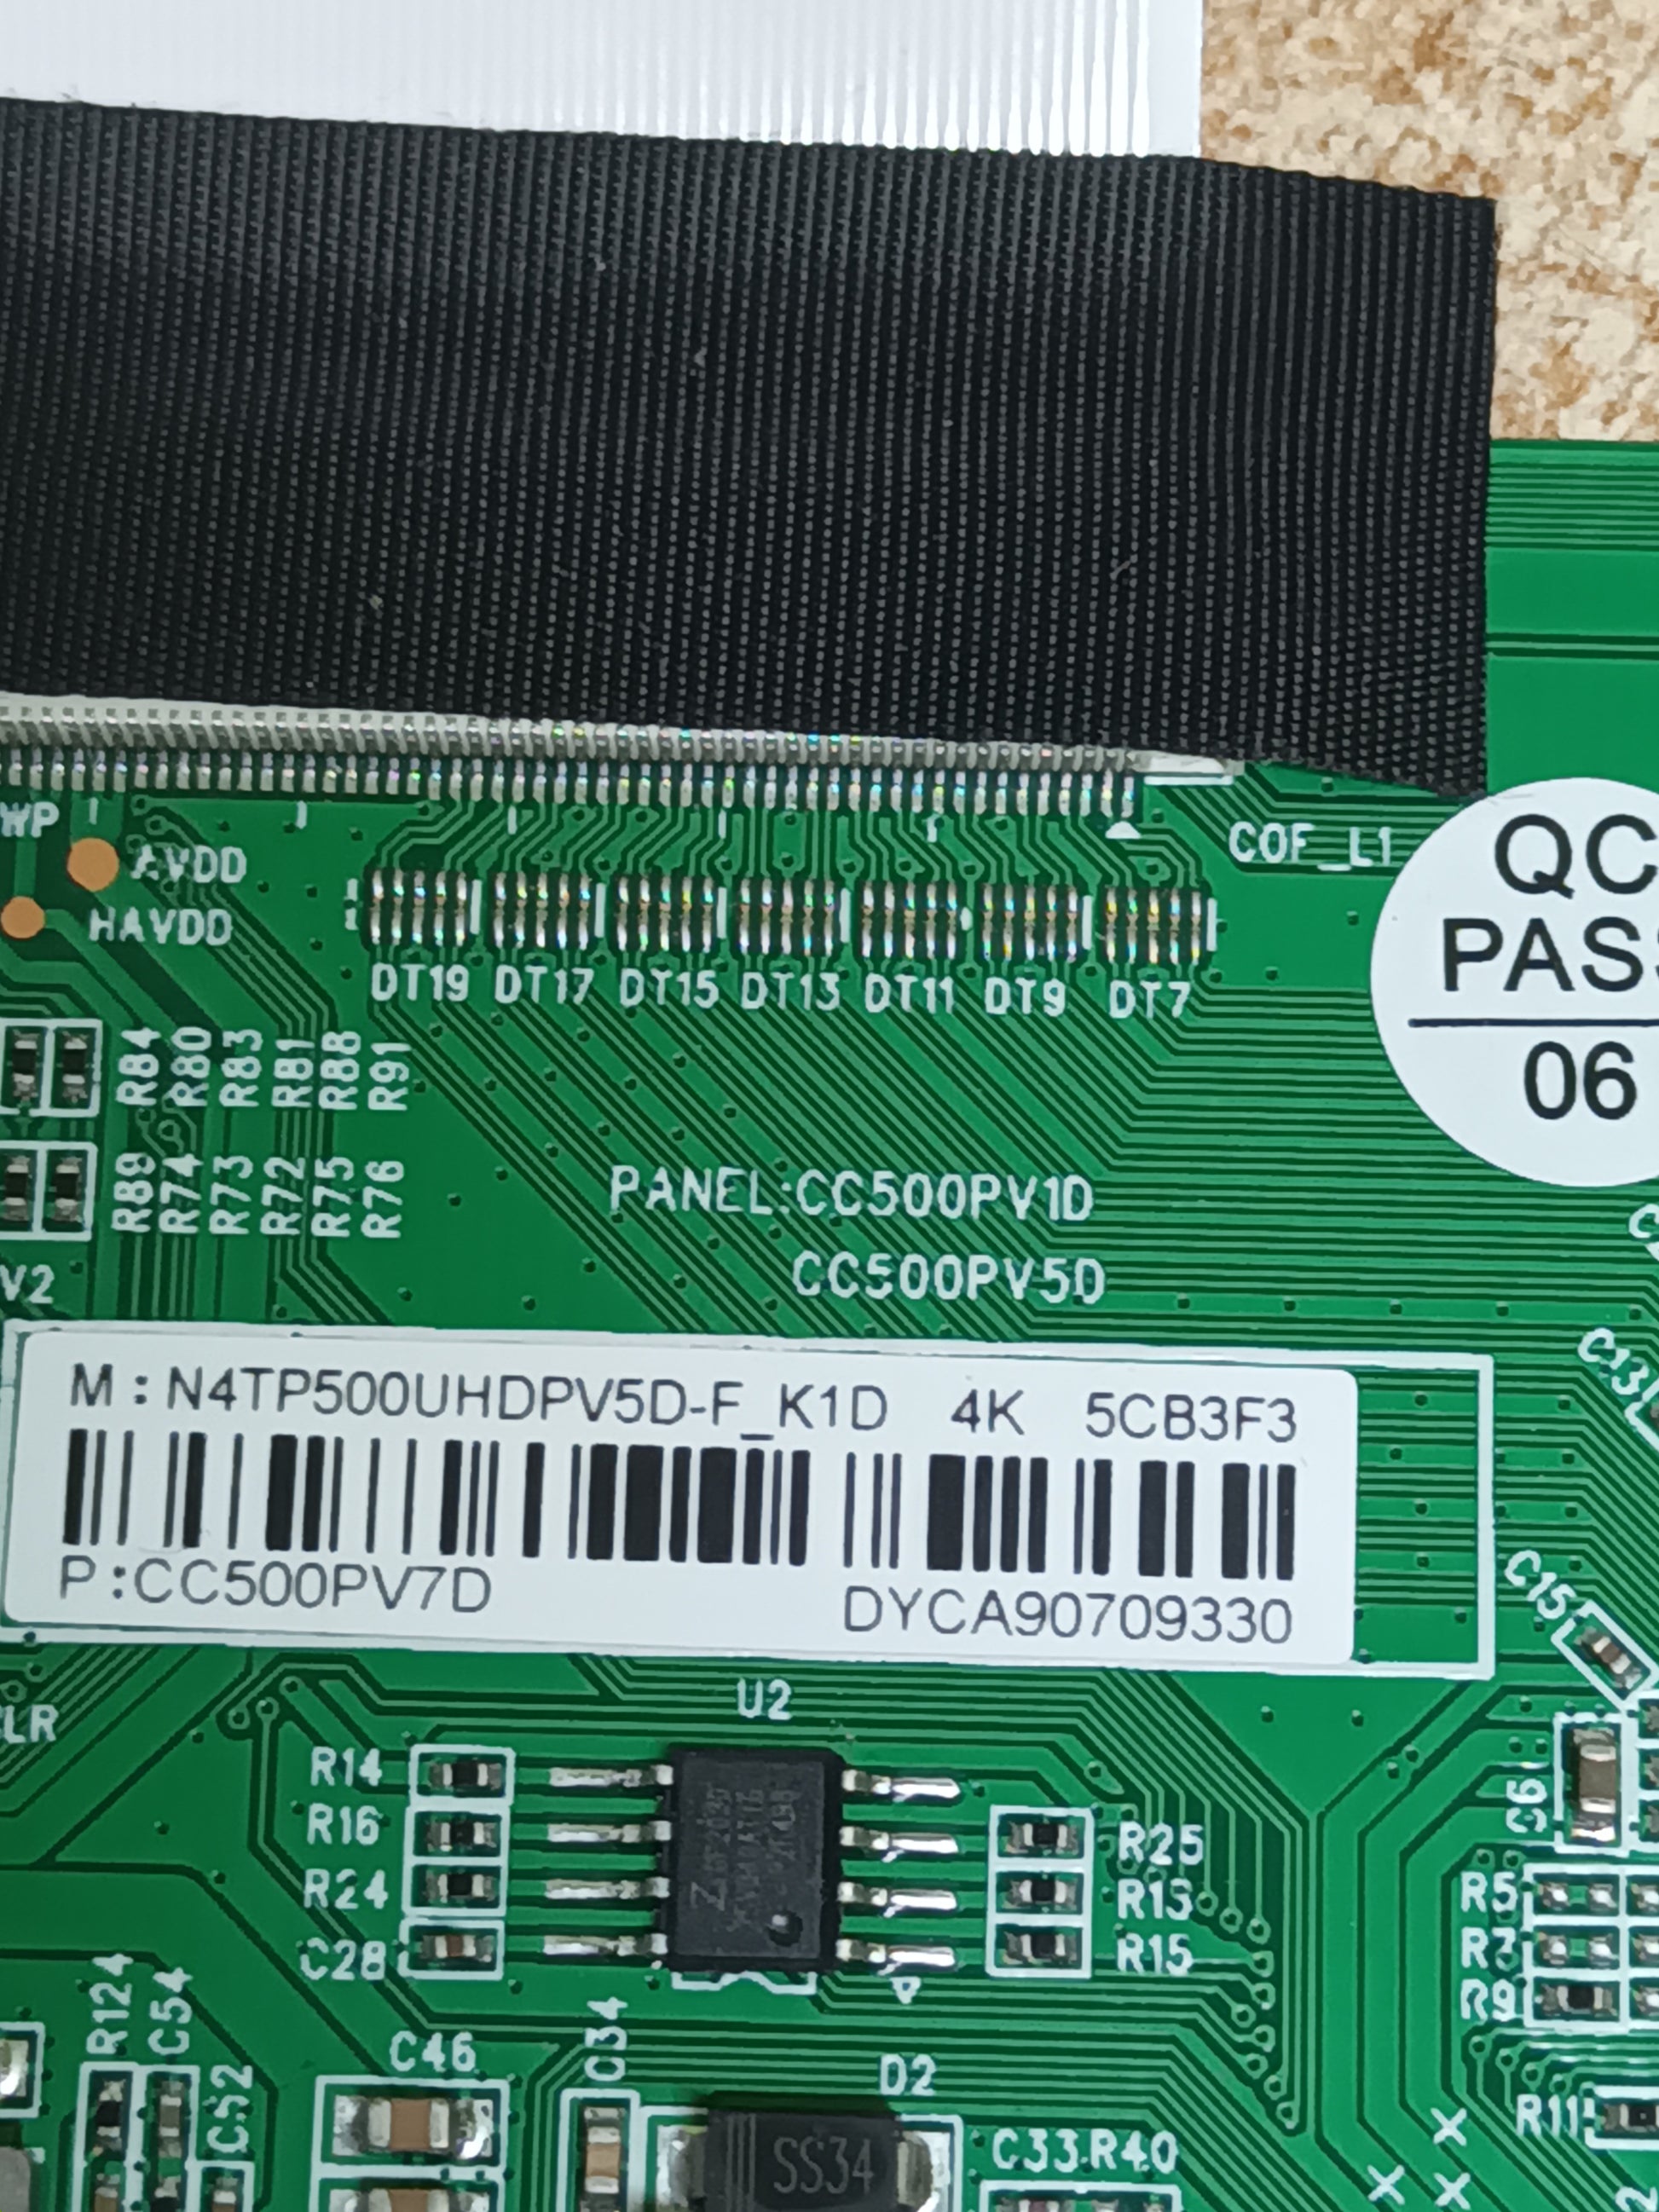 WP
AVDD
HAVDD
COF_L1
QC
PASS
06
DT19 DT17 DT15 DT13 DT11 DT9 DT7
R84 R80 R83 R81 R88 R91
R89 R74 R73 R72 R75 R76
PANEL:CC500PV1D
CC500PV5D
V2
M:N4TP500UHDPV5D-F_K1D 4K 5CB3F3
P:CC500PV7D DYCA90709330
C131
C15
LR
U2
R14
R16
R24
C28
R25
R13
R15
C61
R5
R7
R9
R11
R124
C54
C52
C46
C34
D2
SS34
C33 R40